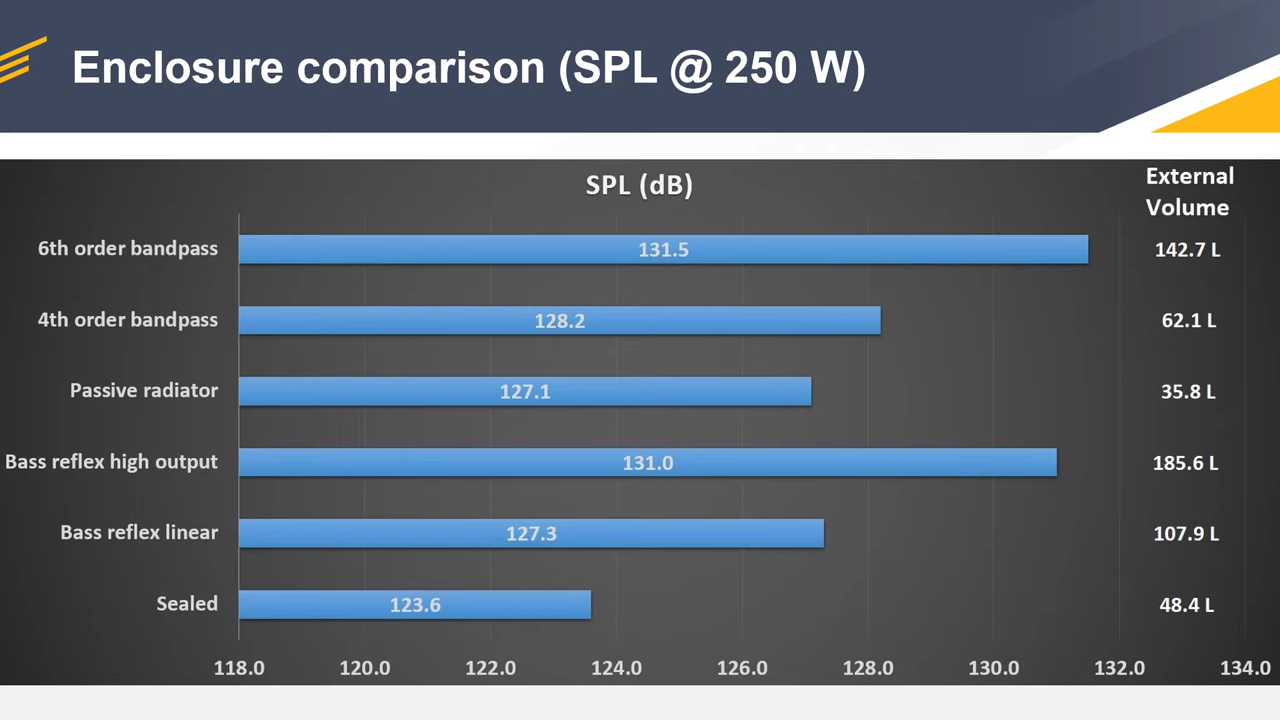 Enclosure comparison (SPL @ 250 W)
SPL (dB)
External
Volume
6th order bandpass 131.5 142.7 L
4th order bandpass 128.2 62.1 L
Passive radiator 127.1 35.8 L
Bass reflex high output 131.0 185.6 L
Bass reflex linear 127.3 107.9 L
Sealed 123.6 48.4 L
118.0 120.0 122.0 124.0 126.0 128.0 130.0 132.0 134.0